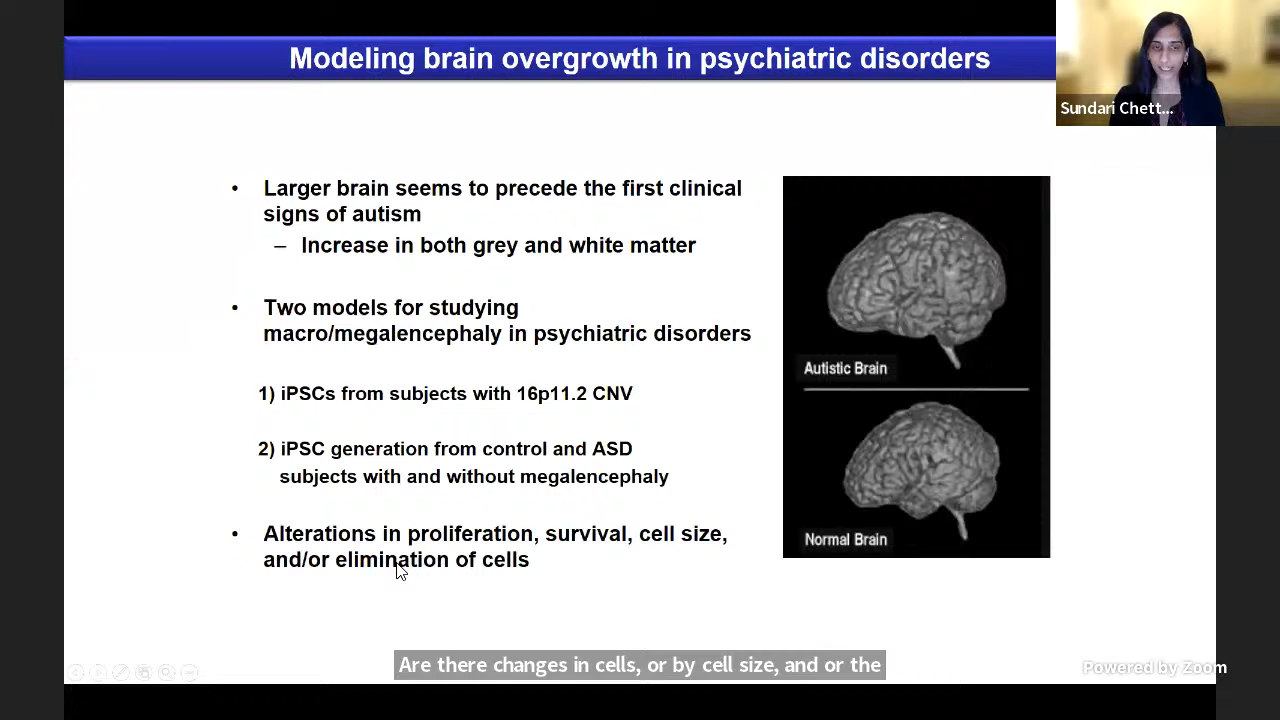 Modeling brain overgrowth in psychiatric disorders
Sundari Chett...
• Larger brain seems to precede the first clinical
signs of autism
– Increase in both grey and white matter
• Two models for studying
macro/megalencephaly in psychiatric disorders
1) iPSCs from subjects with 16p11.2 CNV
2) iPSC generation from control and ASD
subjects with and without megalencephaly
• Alterations in proliferation, survival, cell size,
and/or elimination of cells
Autistic Brain
Normal Brain
Are there changes in cells, or by cell size, and or the
Powered by Zoom